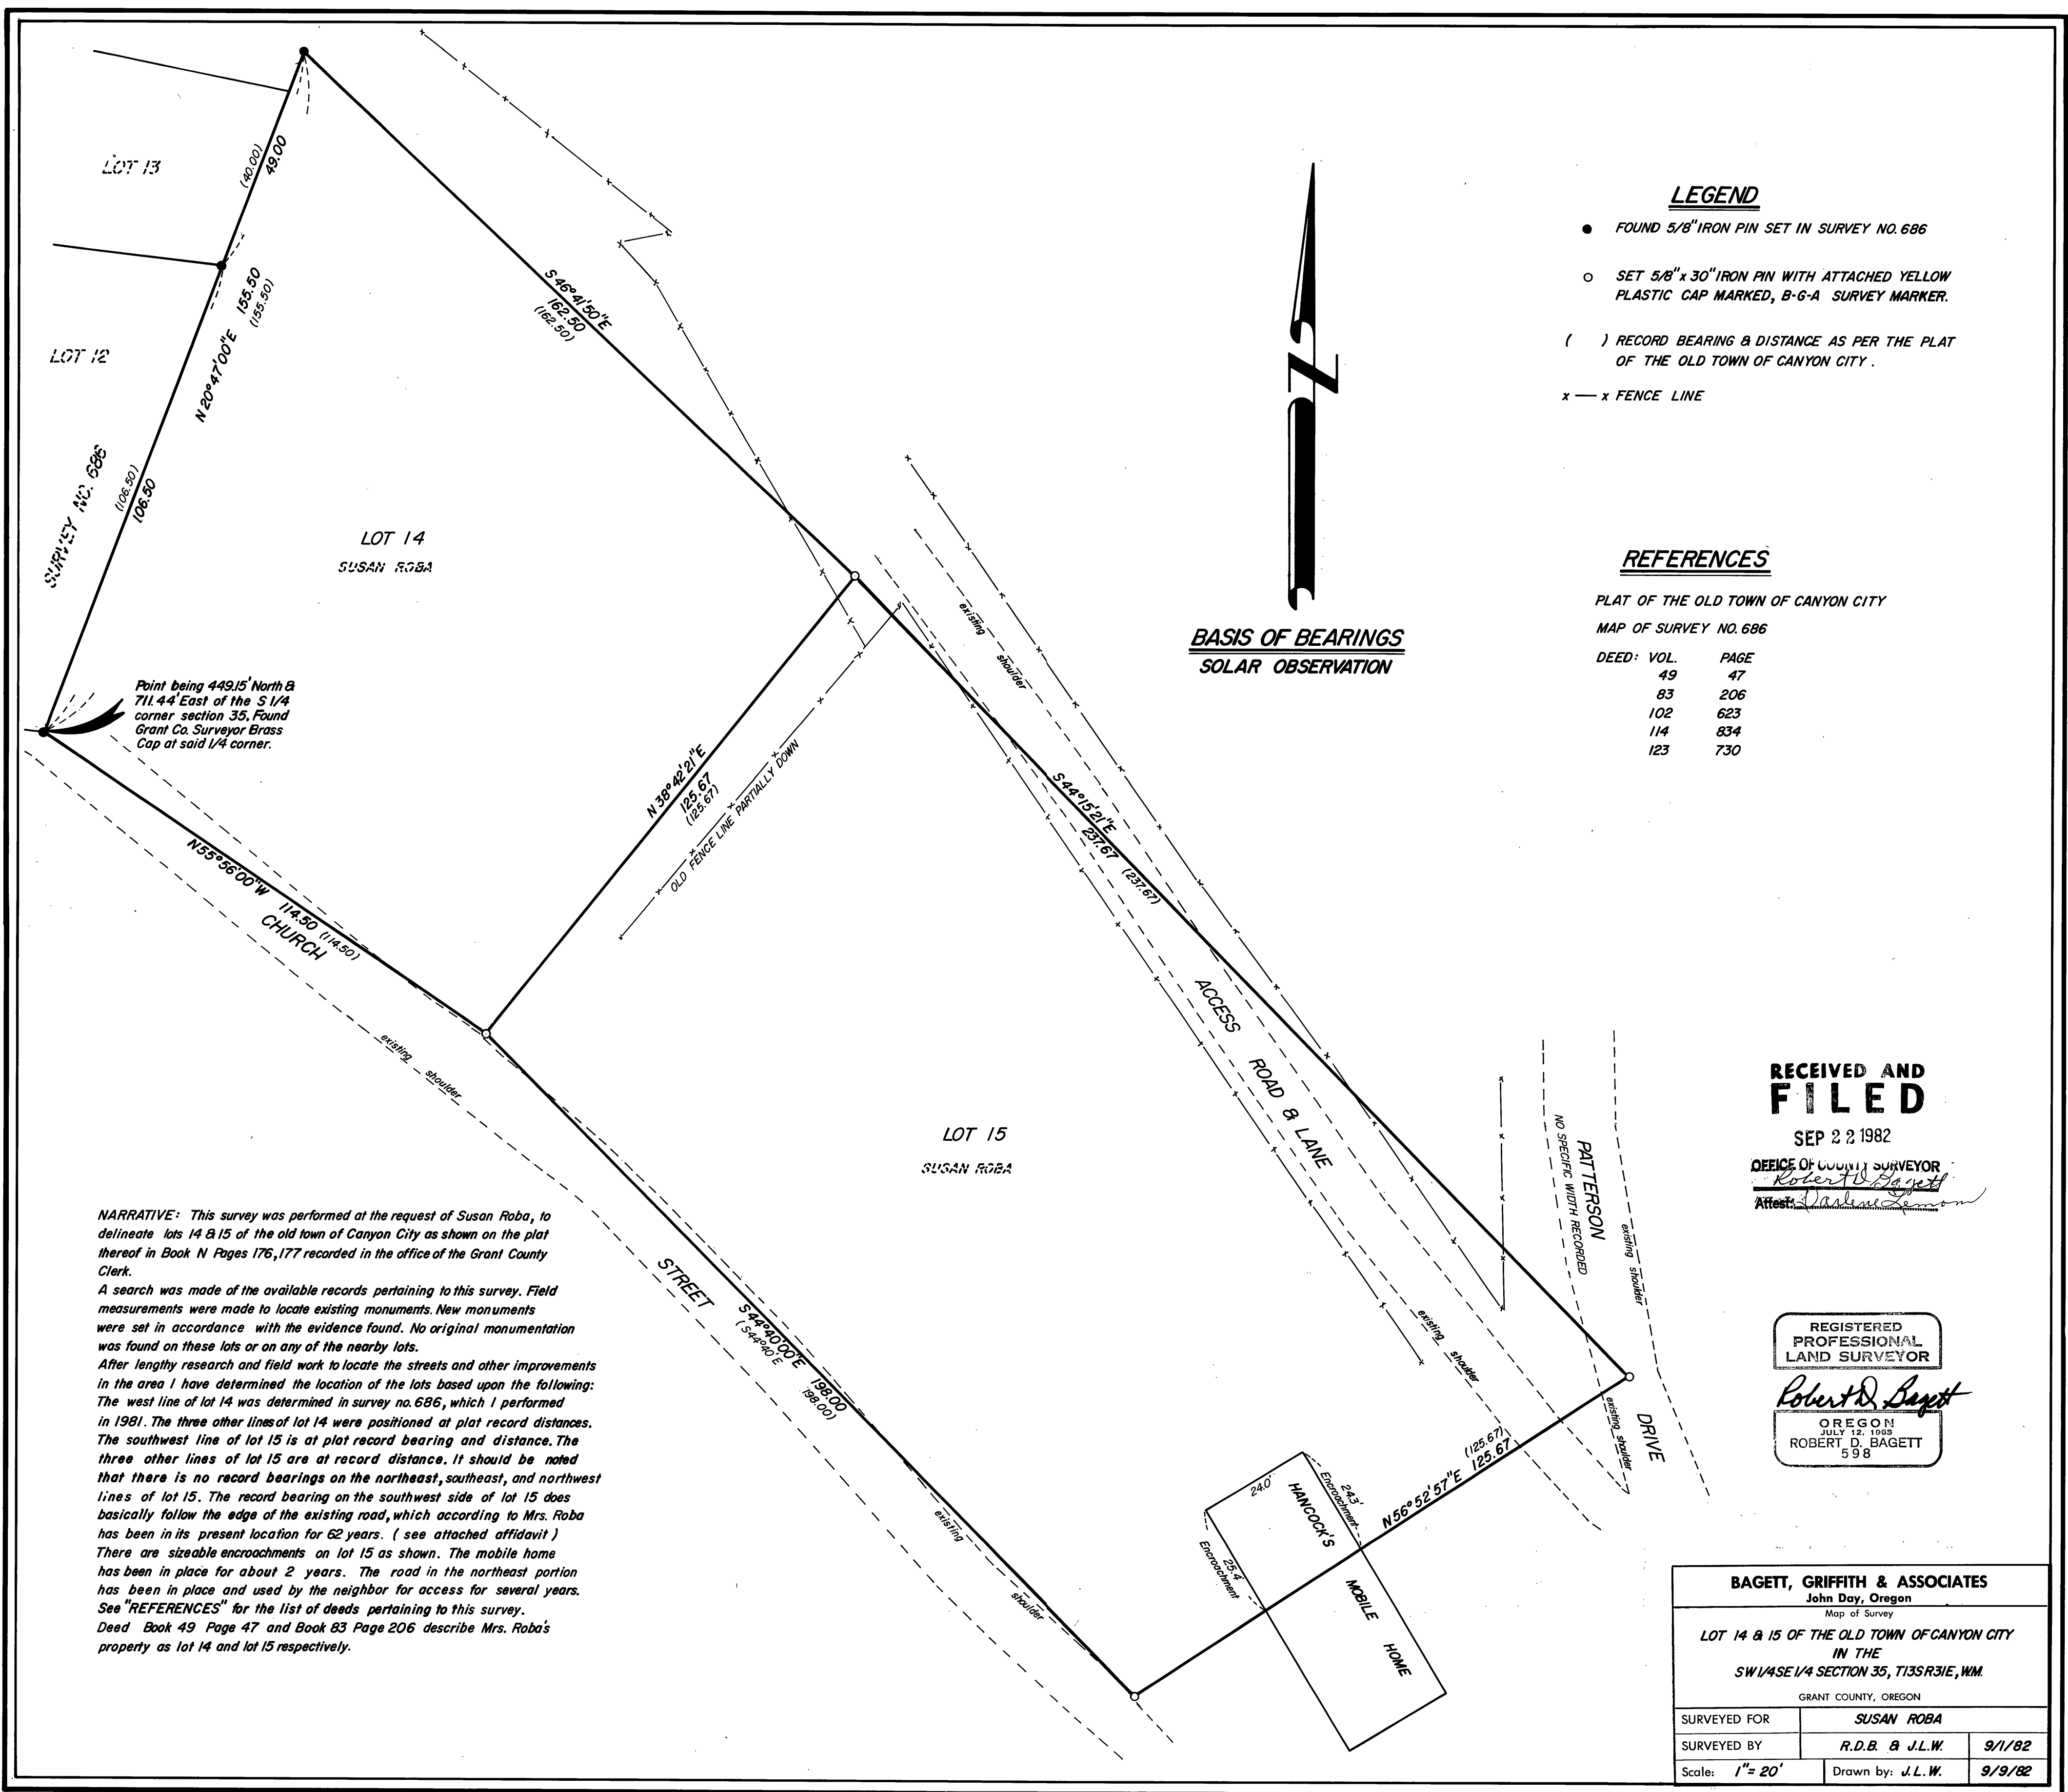 LOT 13
(40.00)
49.00
LOT 12
N 20°47'00"E 155.50
(155.50)
SURVEY NO. 686
(106.50)
106.50
S 46°41'50"E
162.50
(162.50)
LOT 14
SUSAN ROBA
Point being 449.15' North &
711.44' East of the S 1/4
corner section 35. Found
Grant Co. Surveyor Brass
Cap at said 1/4 corner.
N 38°42'21"E
125.67
(125.67)
OLD FENCE LINE PARTIALLY DOWN
N55°56'00"W 114.50 (114.50)
CHURCH
STREET
existing shoulder
existing shoulder
S 44°15'21"E
237.67 (237.67)
ACCESS ROAD & LANE
LOT 15
SUSAN ROBA
S 44°40'00"E 198.00
(S44°40'E 198.00)
existing shoulder
existing shoulder
PATTERSON
NO SPECIFIC WIDTH RECORDED
DRIVE
existing shoulder
existing shoulder
(125.67)
N 56°52'57"E 125.67
24.0'
24.3'
Encroachment
25.4'
Encroachment
HANCOCK'S MOBILE HOME
BASIS OF BEARINGS
SOLAR OBSERVATION
LEGEND
FOUND 5/8" IRON PIN SET IN SURVEY NO. 686
SET 5/8" x 30" IRON PIN WITH ATTACHED YELLOW
PLASTIC CAP MARKED, B-G-A SURVEY MARKER.
( ) RECORD BEARING & DISTANCE AS PER THE PLAT
OF THE OLD TOWN OF CANYON CITY .
x — x FENCE LINE
REFERENCES
PLAT OF THE OLD TOWN OF CANYON CITY
MAP OF SURVEY NO. 686
DEED: VOL. PAGE
49 47
83 206
102 623
114 834
123 730
NARRATIVE: This survey was performed at the request of Susan Roba, to
delineate lots 14 & 15 of the old town of Canyon City as shown on the plat
thereof in Book N Pages 176,177 recorded in the office of the Grant County
Clerk.
A search was made of the available records pertaining to this survey. Field
measurements were made to locate existing monuments. New monuments
were set in accordance with the evidence found. No original monumentation
was found on these lots or on any of the nearby lots.
After lengthy research and field work to locate the streets and other improvements
in the area I have determined the location of the lots based upon the following:
The west line of lot 14 was determined in survey no. 686, which I performed
in 1981. The three other lines of lot 14 were positioned at plat record distances.
The southwest line of lot 15 is at plat record bearing and distance. The
three other lines of lot 15 are at record distance. It should be noted
that there is no record bearings on the northeast, southeast, and northwest
lines of lot 15. The record bearing on the southwest side of lot 15 does
basically follow the edge of the existing road, which according to Mrs. Roba
has been in its present location for 62 years. ( see attached affidavit )
There are sizeable encroachments on lot 15 as shown. The mobile home
has been in place for about 2 years. The road in the northeast portion
has been in place and used by the neighbor for access for several years.
See "REFERENCES" for the list of deeds pertaining to this survey.
Deed Book 49 Page 47 and Book 83 Page 206 describe Mrs. Roba's
property as lot 14 and lot 15 respectively.
RECEIVED AND
FILED
SEP 22 1982
OFFICE OF COUNTY SURVEYOR
Robert D Bagett
Attest: Darlene Lemon
REGISTERED
PROFESSIONAL
LAND SURVEYOR
Robert D. Bagett
OREGON
JULY 12, 1963
ROBERT D. BAGETT
598
BAGETT, GRIFFITH & ASSOCIATES
John Day, Oregon
Map of Survey
LOT 14 & 15 OF THE OLD TOWN OF CANYON CITY
IN THE
SW1/4SE1/4 SECTION 35, T13SR31E, W.M.
GRANT COUNTY, OREGON
SURVEYED FOR SUSAN ROBA
SURVEYED BY R.D.B. & J.L.W. 9/1/82
Scale: 1"= 20' Drawn by: J.L.W. 9/9/82